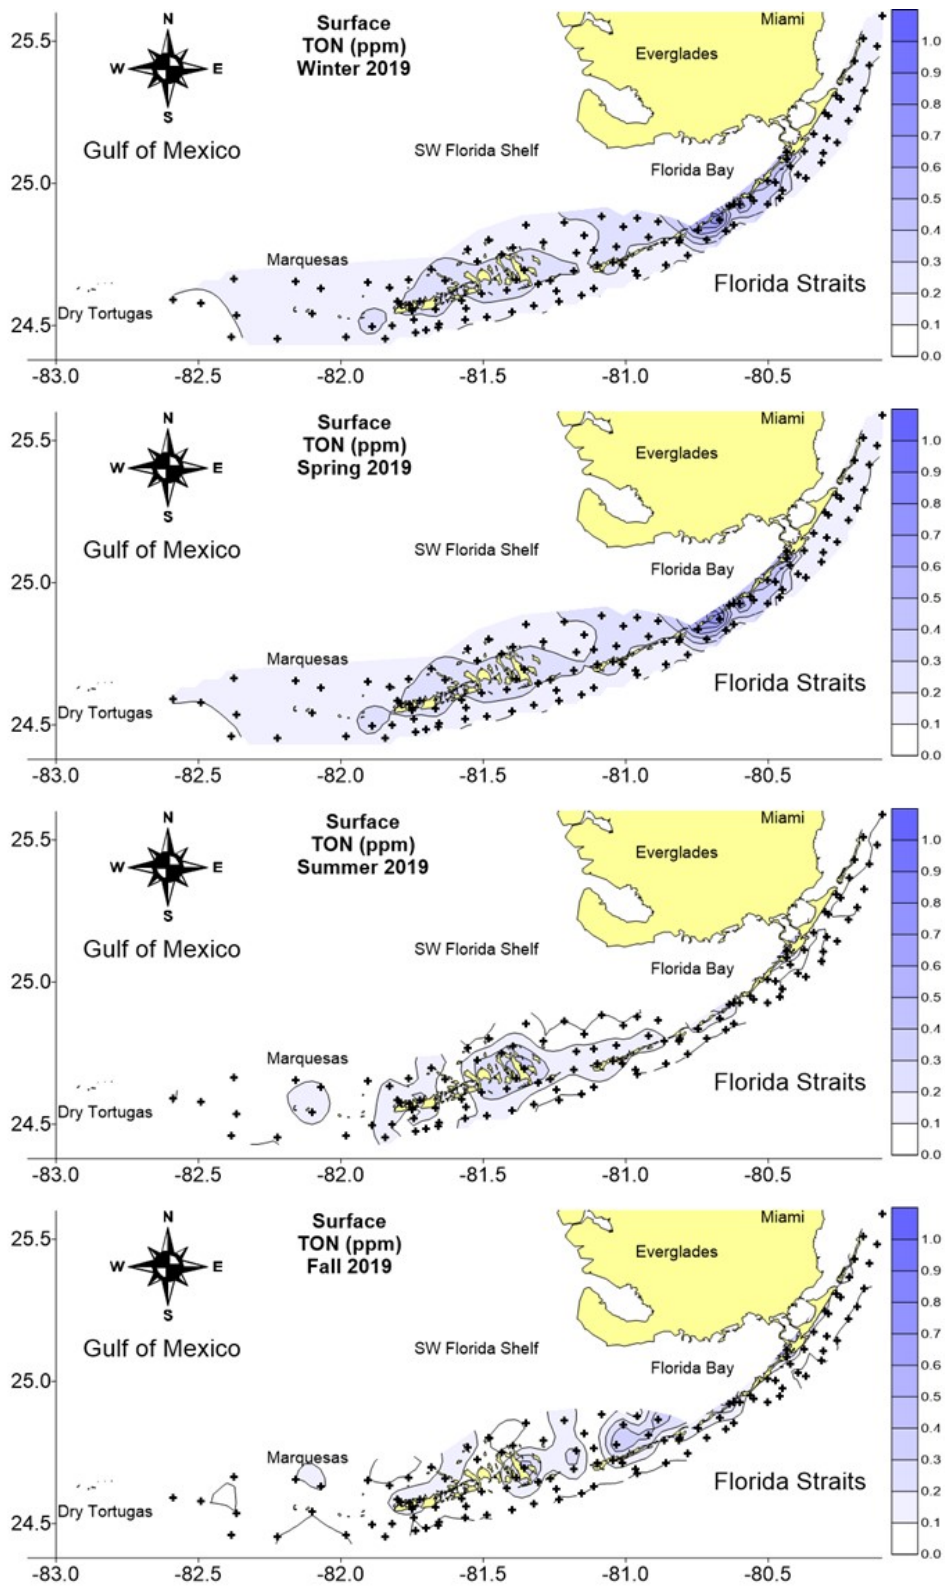 Surface
TON (ppm)
Winter 2019
N
W E
S
Gulf of Mexico
SW Florida Shelf
Miami
Everglades
Florida Bay
Marquesas
Dry Tortugas
Florida Straits
25.5
25.0
24.5
-83.0 -82.5 -82.0 -81.5 -81.0 -80.5
1.0
0.9
0.8
0.7
0.6
0.5
0.4
0.3
0.2
0.1
0.0
Surface
TON (ppm)
Spring 2019
N
W E
S
Gulf of Mexico
SW Florida Shelf
Miami
Everglades
Florida Bay
Marquesas
Dry Tortugas
Florida Straits
25.5
25.0
24.5
-83.0 -82.5 -82.0 -81.5 -81.0 -80.5
1.0
0.9
0.8
0.7
0.6
0.5
0.4
0.3
0.2
0.1
0.0
Surface
TON (ppm)
Summer 2019
N
W E
S
Gulf of Mexico
SW Florida Shelf
Miami
Everglades
Florida Bay
Marquesas
Dry Tortugas
Florida Straits
25.5
25.0
24.5
-83.0 -82.5 -82.0 -81.5 -81.0 -80.5
1.0
0.9
0.8
0.7
0.6
0.5
0.4
0.3
0.2
0.1
0.0
Surface
TON (ppm)
Fall 2019
N
W E
S
Gulf of Mexico
SW Florida Shelf
Miami
Everglades
Florida Bay
Marquesas
Dry Tortugas
Florida Straits
25.5
25.0
24.5
-83.0 -82.5 -82.0 -81.5 -81.0 -80.5
1.0
0.9
0.8
0.7
0.6
0.5
0.4
0.3
0.2
0.1
0.0